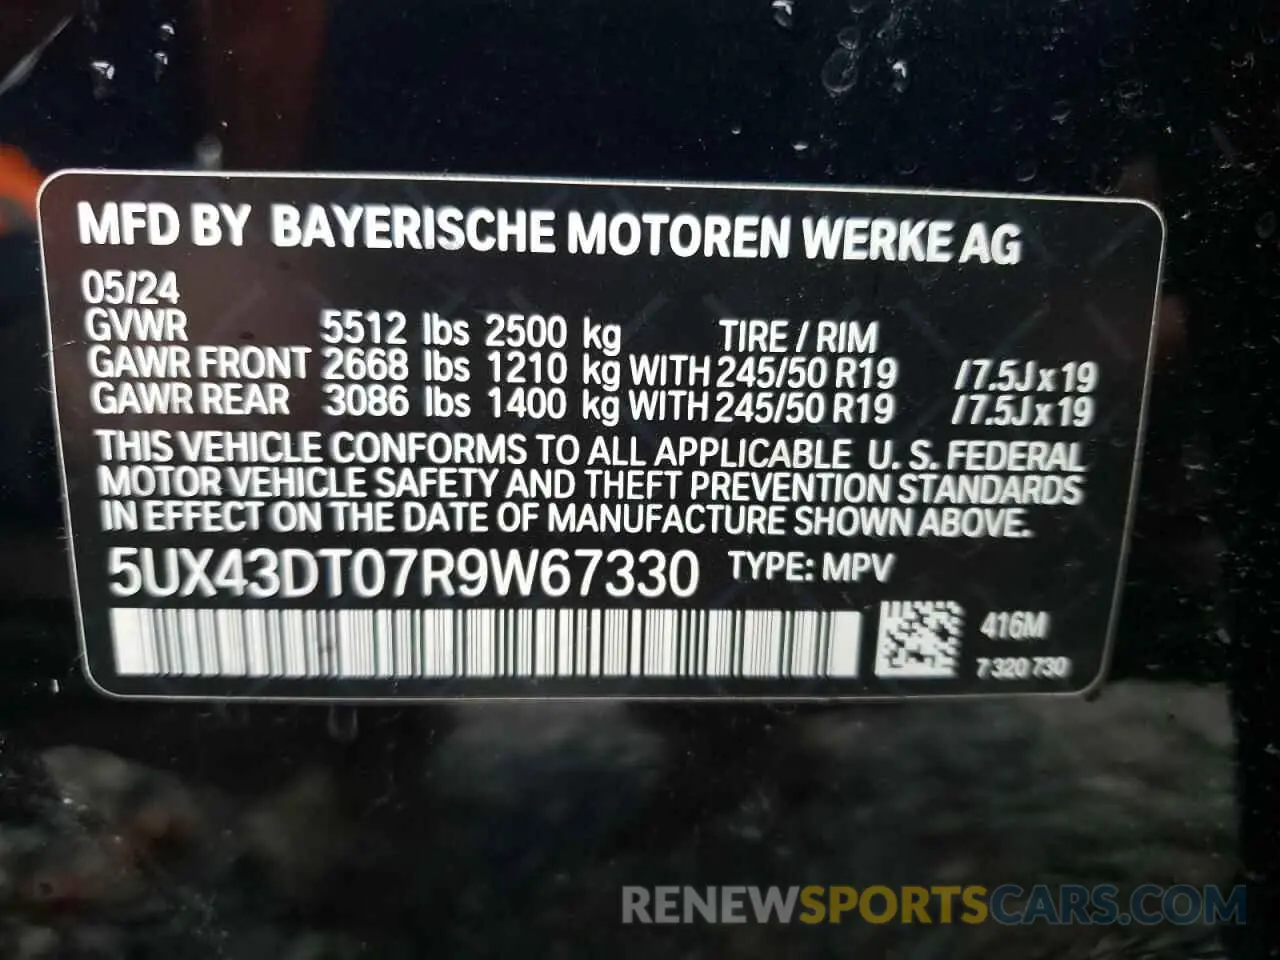 MFD BY BAYERISCHE MOTOREN WERKE AG
05/24
GVWR 5512 lbs 2500 kg TIRE / RIM
GAWR FRONT 2668 lbs 1210 kg WITH 245/50 R19 /7.5J x 19
GAWR REAR 3086 lbs 1400 kg WITH 245/50 R19 /7.5J x 19
THIS VEHICLE CONFORMS TO ALL APPLICABLE U. S. FEDERAL
MOTOR VEHICLE SAFETY AND THEFT PREVENTION STANDARDS
IN EFFECT ON THE DATE OF MANUFACTURE SHOWN ABOVE.
5UX43DT07R9W67330 TYPE: MPV
416M
7 320 730
RENEWSPORTSCARS.COM